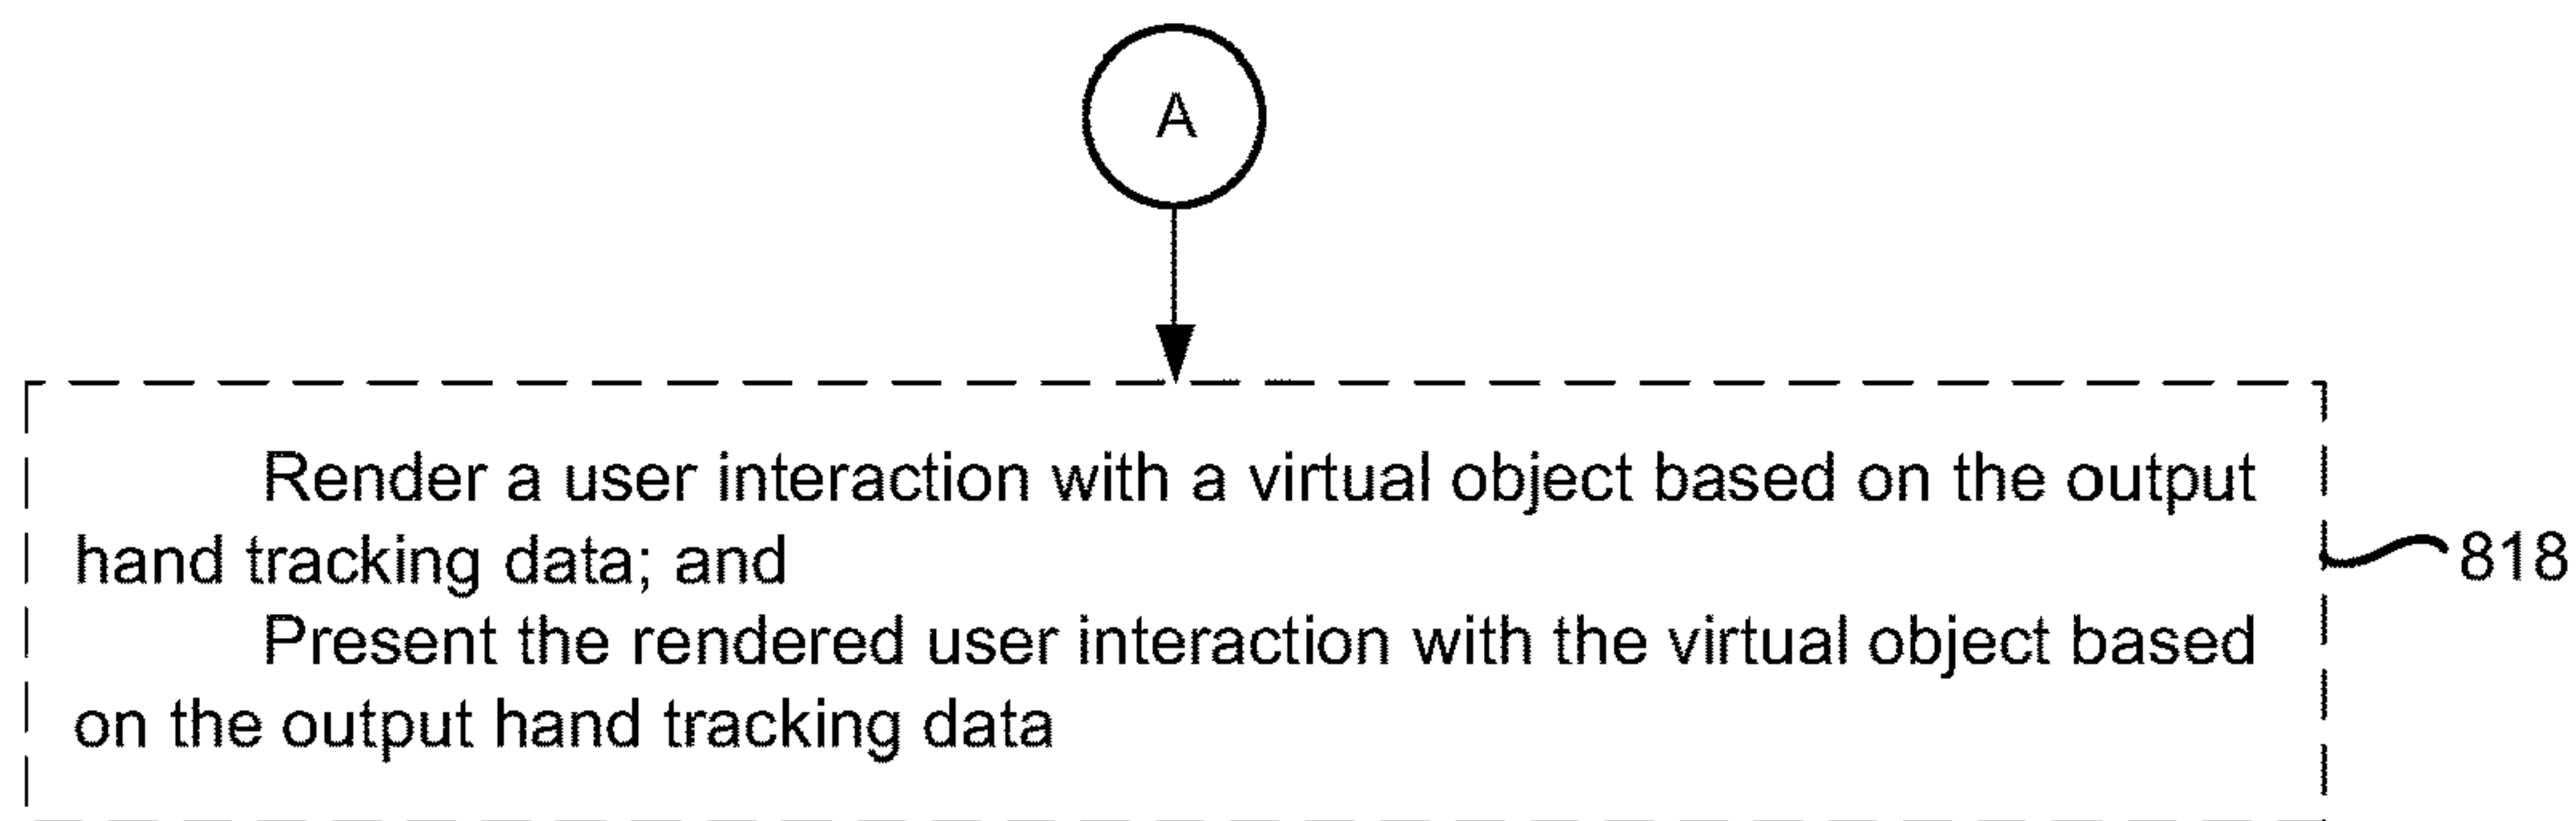 A
Render a user interaction with a virtual object based on the output
hand tracking data; and
818
Present the rendered user interaction with the virtual object based
on the output hand tracking data